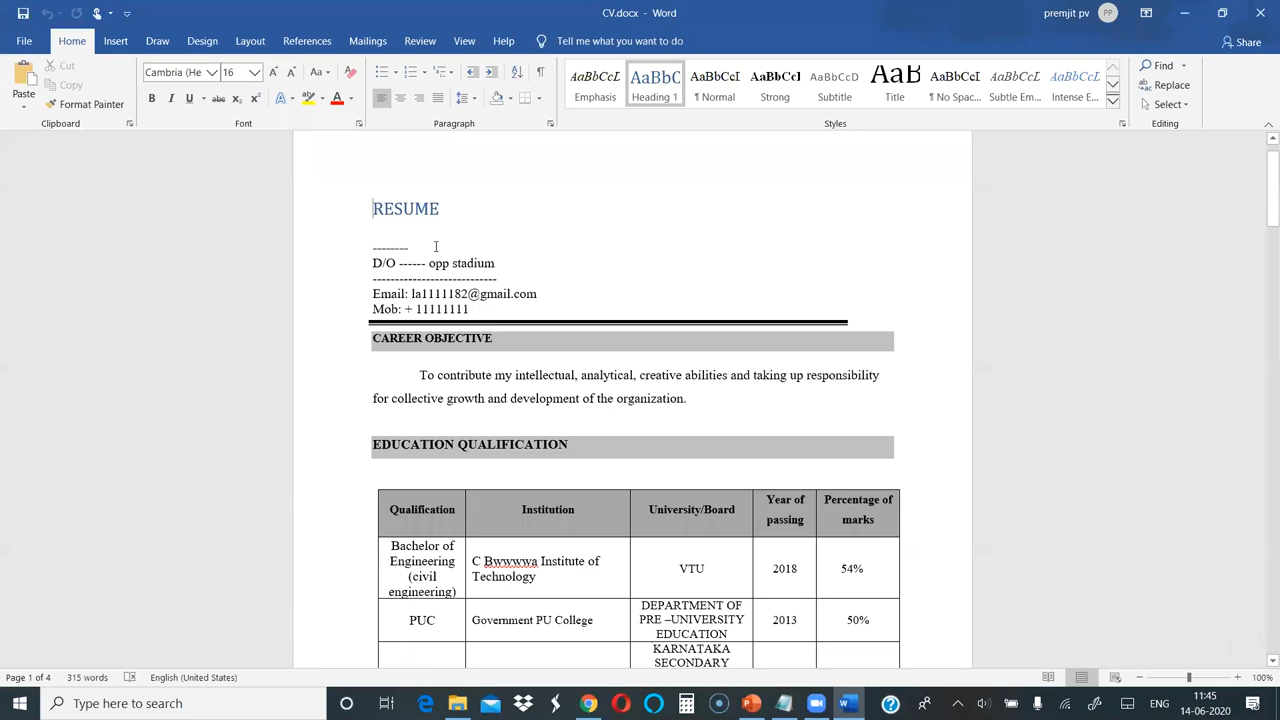 premjit pv
File Home Insert Draw Design Layout References Mailings Review View Help Tell me what you want to do Share
Paste
Cut
Copy
Format Painter
Clipboard
Cambria (He 16
B I U abc x2 x2
Font
Paragraph
AaBbCcL AaBbC AaBbCcI AaBbCcI AaBbCcD AaB AaBbCcI AaBbCcL AaBbCcL
Emphasis Heading 1 ¶ Normal Strong Subtitle Title ¶ No Spac... Subtle Em... Intense E...
Styles
Find
Replace
Select
Editing
RESUME
--------
D/O ------ opp stadium
----------------------------
Email: la1111182@gmail.com
Mob: + 11111111
CAREER OBJECTIVE
To contribute my intellectual, analytical, creative abilities and taking up responsibility
for collective growth and development of the organization.
EDUCATION QUALIFICATION
Qualification Institution University/Board Year of passing Percentage of marks
Bachelor of Engineering (civil engineering) C Bwwwwa Institute of Technology VTU 2018 54%
PUC Government PU College DEPARTMENT OF PRE –UNIVERSITY EDUCATION 2013 50%
KARNATAKA SECONDARY
Page 1 of 4 315 words English (United States) 100%
Type here to search
11:45
14-06-2020